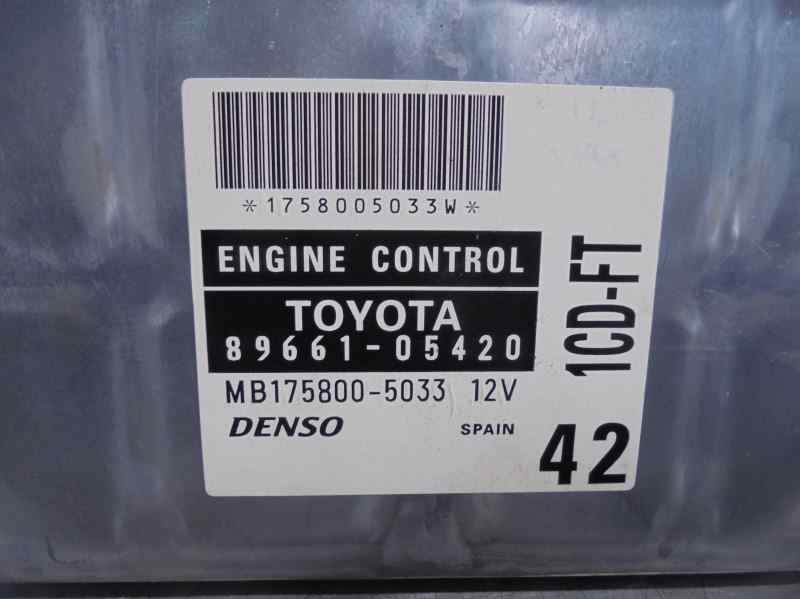 *1758005033W*
ENGINE CONTROL
TOYOTA
89661-05420
MB175800-5033 12V
DENSO SPAIN
1CD-FT
42